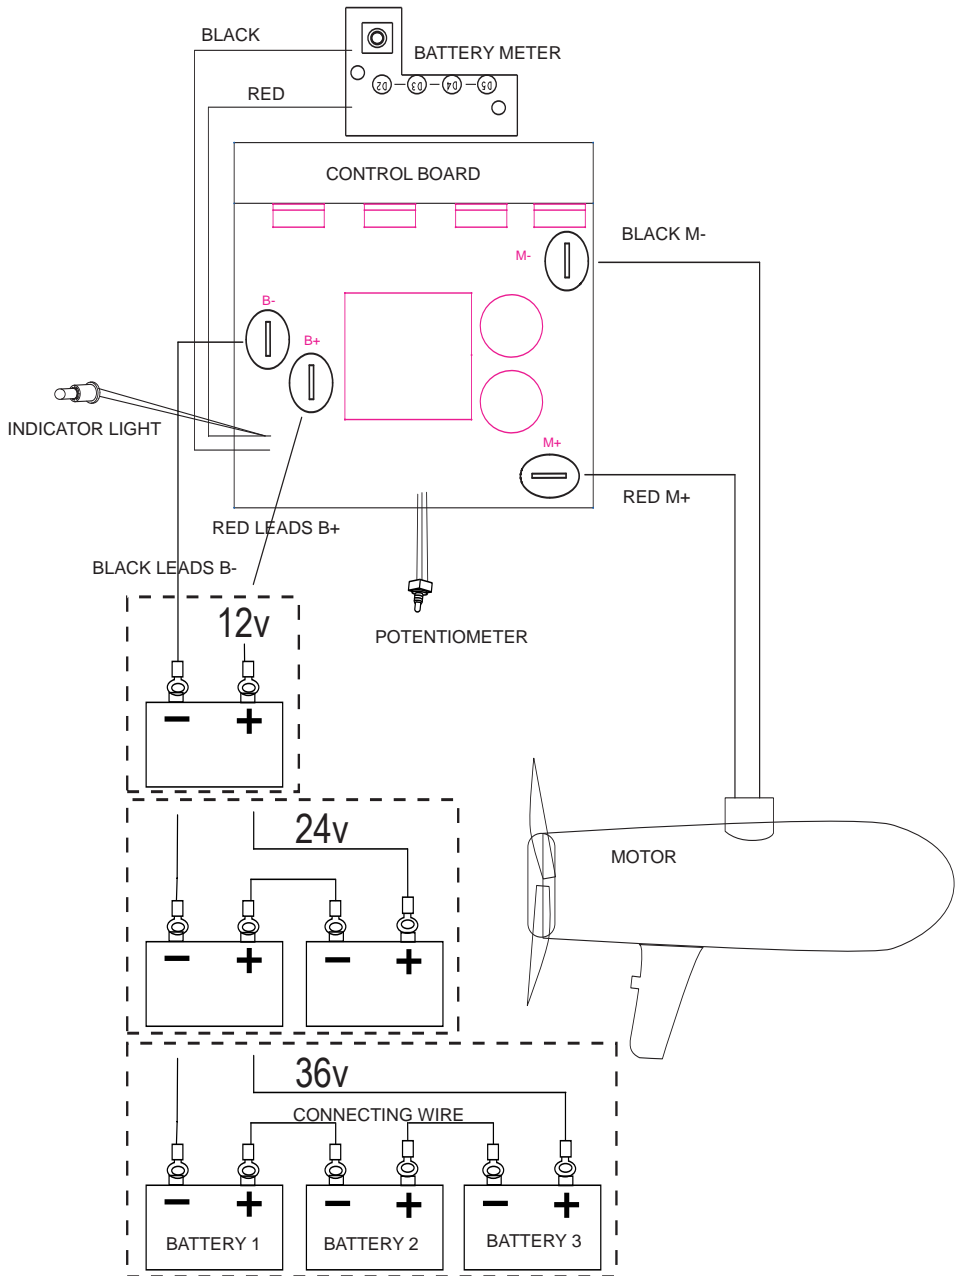 BLACK
BATTERY METER
D2 D3 D4 D5
RED
CONTROL BOARD
BLACK M-
M-
B-
B+
INDICATOR LIGHT
M+
RED M+
RED LEADS B+
BLACK LEADS B-
12v
POTENTIOMETER
− +
24v
MOTOR
− + − +
36v
CONNECTING WIRE
− + − + − +
BATTERY 1 BATTERY 2 BATTERY 3